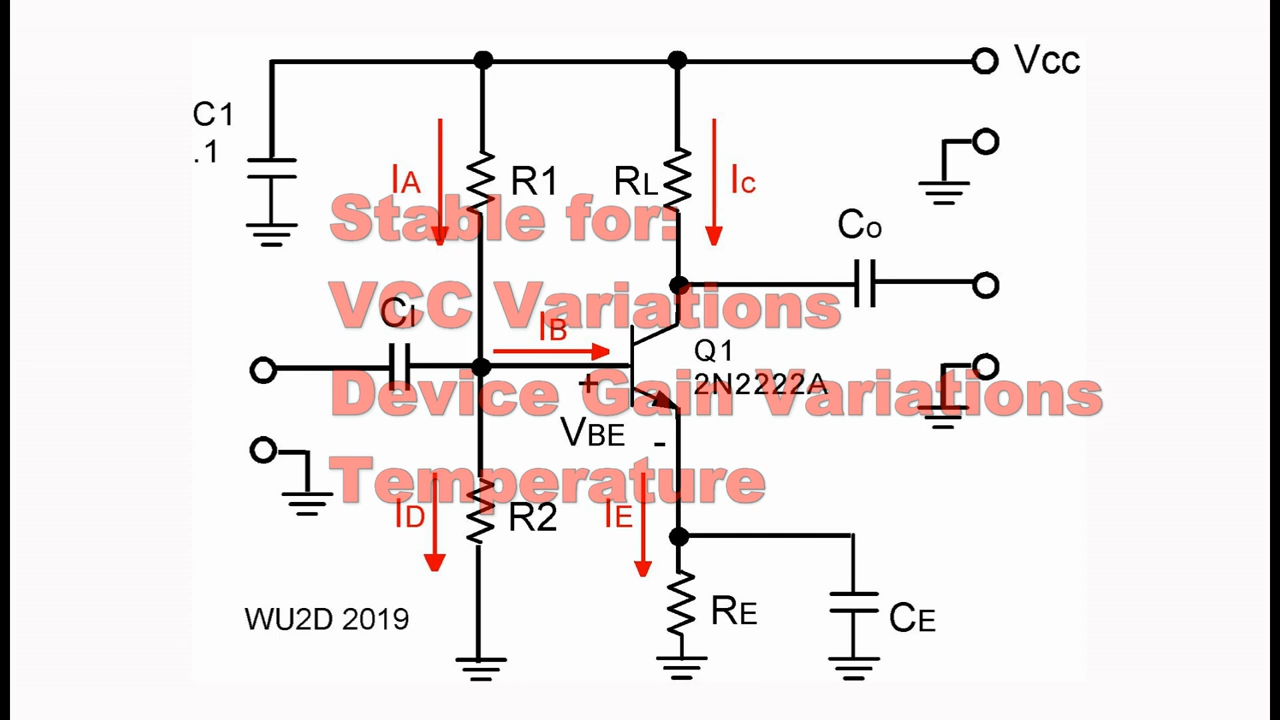 Vcc
C1
.1
IA
R1
RL
Ic
Stable for:
Co
VCC Variations
CI
IB
Q1
2N2222A
+
Device Gain Variations
VBE
-
Temperature
ID
R2
IE
WU2D 2019
RE
CE